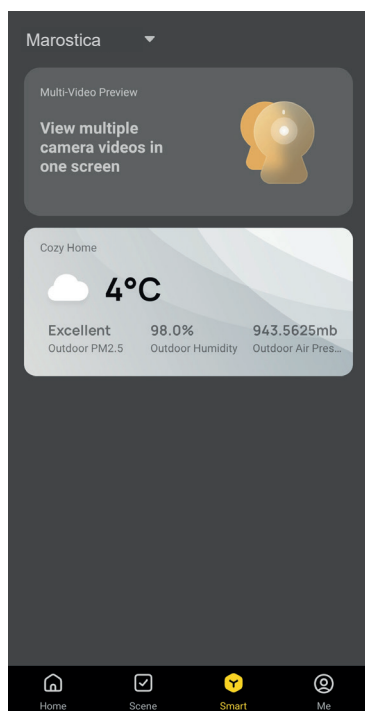 Marostica
Multi-Video Preview
View multiple
camera videos in
one screen
Cozy Home
4°C
Excellent 98.0% 943.5625mb
Outdoor PM2.5 Outdoor Humidity Outdoor Air Pres...
Home Scene Smart Me